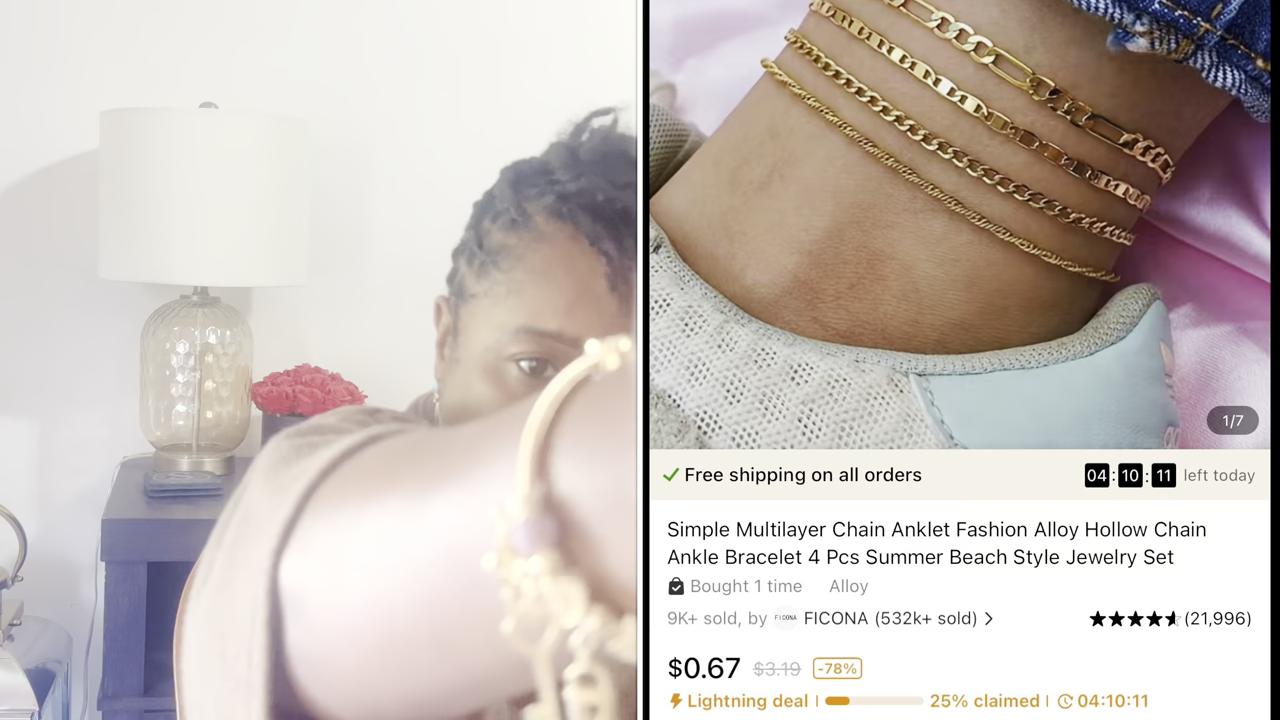 1/7
Free shipping on all orders
04:10:11 left today
Simple Multilayer Chain Anklet Fashion Alloy Hollow Chain
Ankle Bracelet 4 Pcs Summer Beach Style Jewelry Set
Bought 1 time Alloy
9K+ sold, by FICONA FICONA (532k+ sold) (21,996)
$0.67 $3.19 -78%
Lightning deal 25% claimed 04:10:11